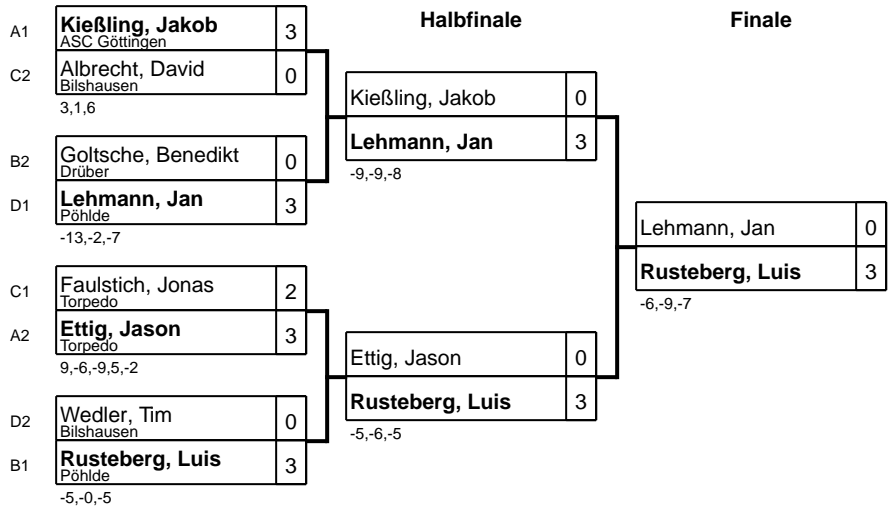 Halbfinale
Finale
A1 Kießling, Jakob 3
ASC Göttingen
C2 Albrecht, David 0
Bilshausen
3,1,6
B2 Goltsche, Benedikt 0
Drüber
D1 Lehmann, Jan 3
Pöhlde
-13,-2,-7
C1 Faulstich, Jonas 2
Torpedo
A2 Ettig, Jason 3
Torpedo
9,-6,-9,5,-2
D2 Wedler, Tim 0
Bilshausen
B1 Rusteberg, Luis 3
Pöhlde
-5,-0,-5
Kießling, Jakob 0
Lehmann, Jan 3
-9,-9,-8
Ettig, Jason 0
Rusteberg, Luis 3
-5,-6,-5
Lehmann, Jan 0
Rusteberg, Luis 3
-6,-9,-7